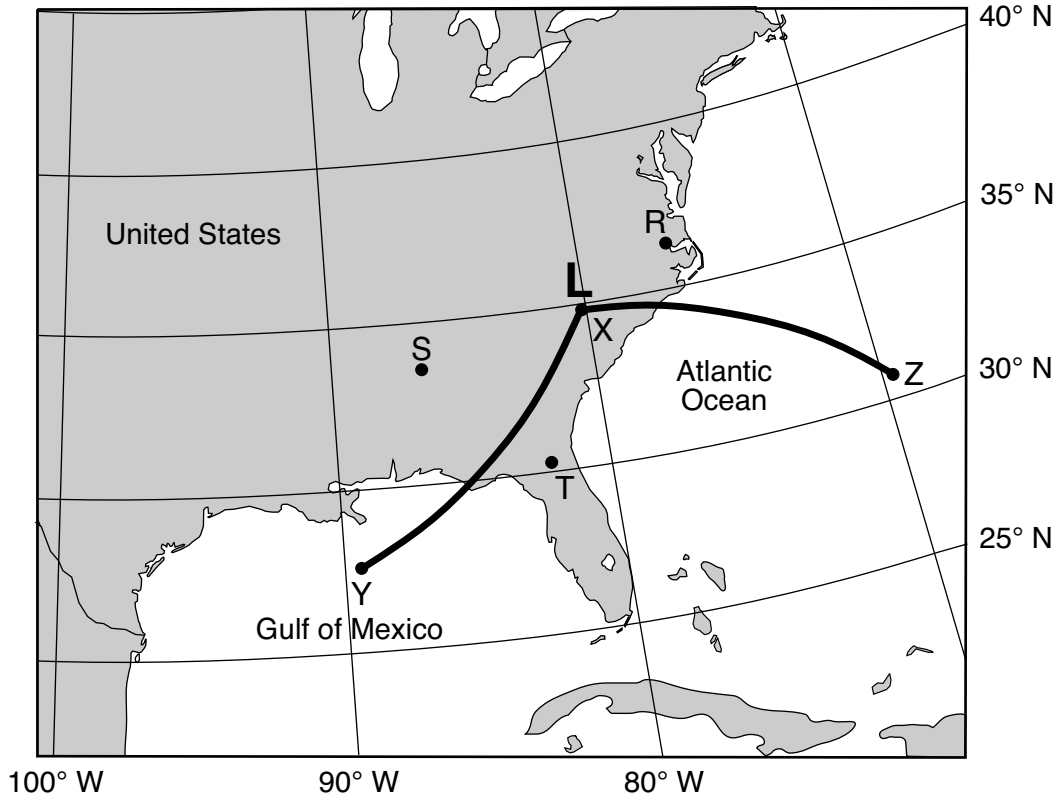 40° N
35° N
United States
R
L
X
S
30° N
Z
Atlantic
Ocean
T
25° N
Y
Gulf of Mexico
100° W
90° W
80° W